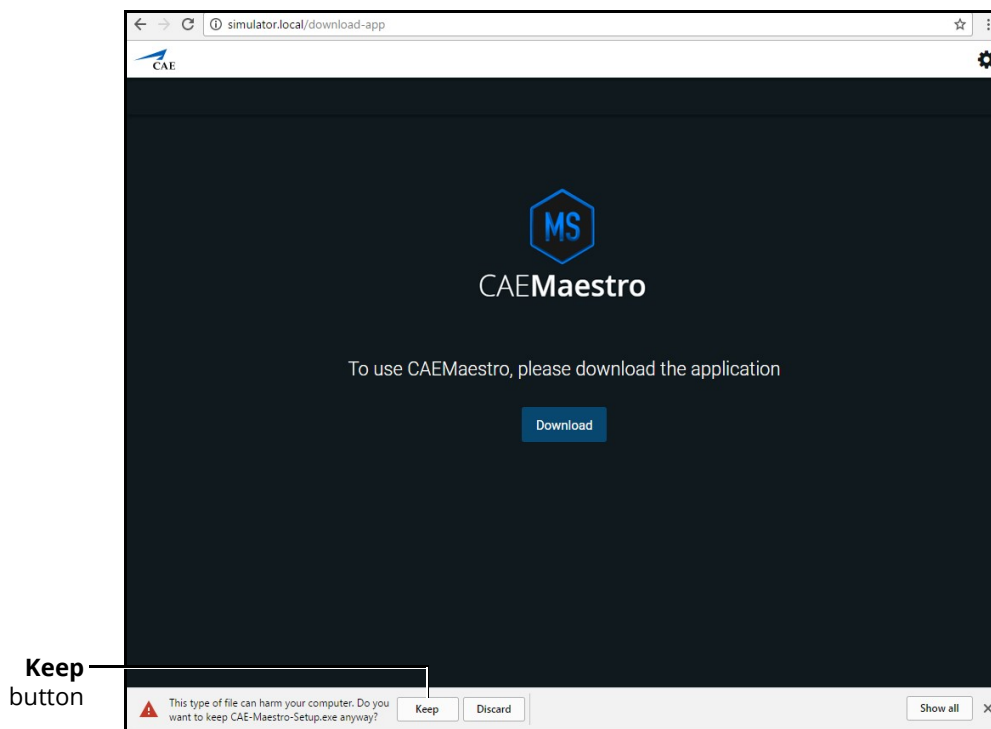 simulator.local/download-app
CAE
MS
CAEMaestro
To use CAEMaestro, please download the application
Download
Keep
button
This type of file can harm your computer. Do you
want to keep CAE-Maestro-Setup.exe anyway?
Keep
Discard
Show all